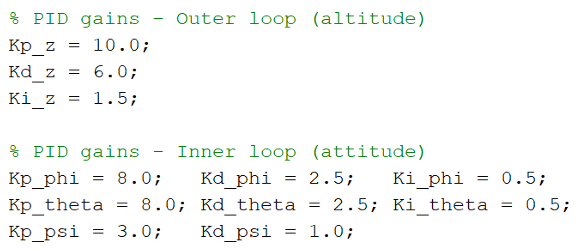 % PID gains - Outer loop (altitude)
Kp_z = 10.0;
Kd_z = 6.0;
Ki_z = 1.5;

% PID gains - Inner loop (attitude)
Kp_phi = 8.0;   Kd_phi = 2.5;   Ki_phi = 0.5;
Kp_theta = 8.0; Kd_theta = 2.5; Ki_theta = 0.5;
Kp_psi = 3.0;   Kd_psi = 1.0;